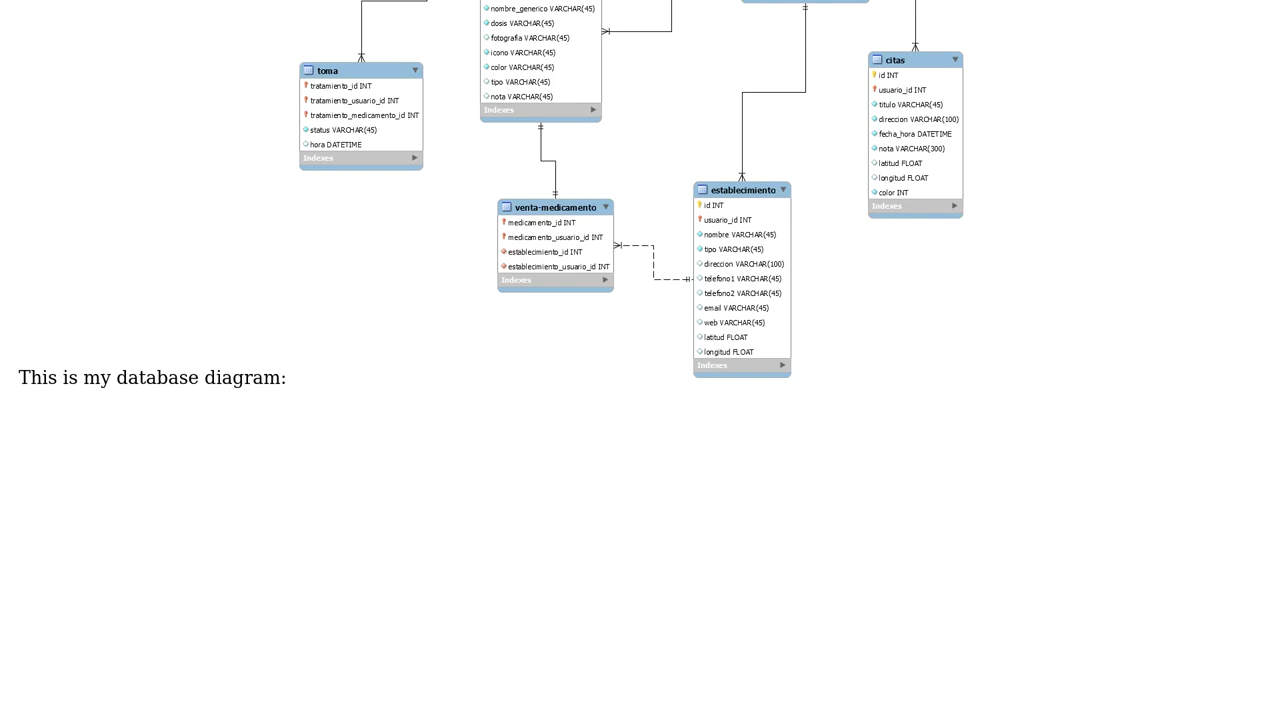 nombre_generico VARCHAR(45)
dosis VARCHAR(45)
fotografia VARCHAR(45)
icono VARCHAR(45)
color VARCHAR(45)
tipo VARCHAR(45)
nota VARCHAR(45)
Indexes
toma
tratamiento_id INT
tratamiento_usuario_id INT
tratamiento_medicamento_id INT
status VARCHAR(45)
hora DATETIME
Indexes
citas
id INT
usuario_id INT
titulo VARCHAR(45)
direccion VARCHAR(100)
fecha_hora DATETIME
nota VARCHAR(300)
latitud FLOAT
longitud FLOAT
color INT
Indexes
venta-medicamento
medicamento_id INT
medicamento_usuario_id INT
establecimiento_id INT
establecimiento_usuario_id INT
Indexes
establecimiento
id INT
usuario_id INT
nombre VARCHAR(45)
tipo VARCHAR(45)
direccion VARCHAR(100)
telefono1 VARCHAR(45)
telefono2 VARCHAR(45)
email VARCHAR(45)
web VARCHAR(45)
latitud FLOAT
longitud FLOAT
Indexes
This is my database diagram: